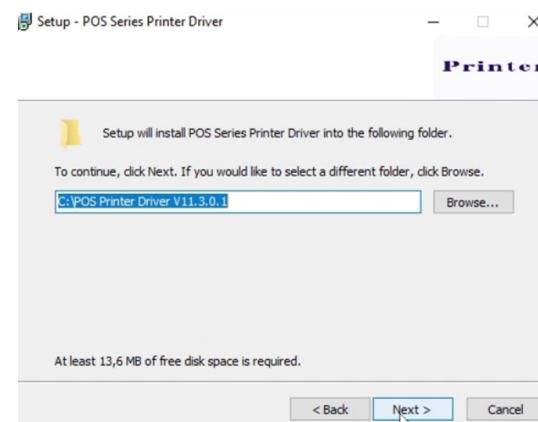 Setup - POS Series Printer Driver
Printer
Setup will install POS Series Printer Driver into the following folder.
To continue, click Next. If you would like to select a different folder, click Browse.
C:\POS Printer Driver V11.3.0.1
Browse...
At least 13,6 MB of free disk space is required.
< Back
Next >
Cancel